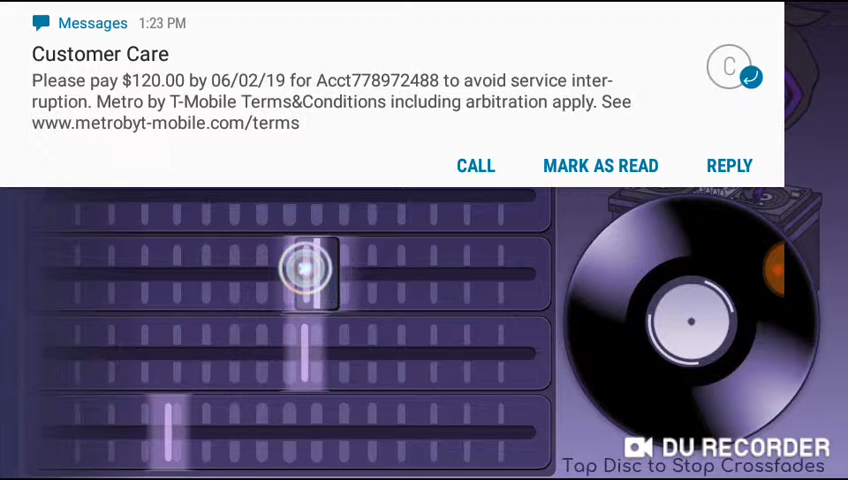 Messages 1:23 PM
Customer Care
Please pay $120.00 by 06/02/19 for Acct778972488 to avoid service inter-
ruption. Metro by T-Mobile Terms&Conditions including arbitration apply. See
www.metrobyt-mobile.com/terms
C
CALL MARK AS READ REPLY
DU RECORDER
Tap Disc to Stop Crossfades